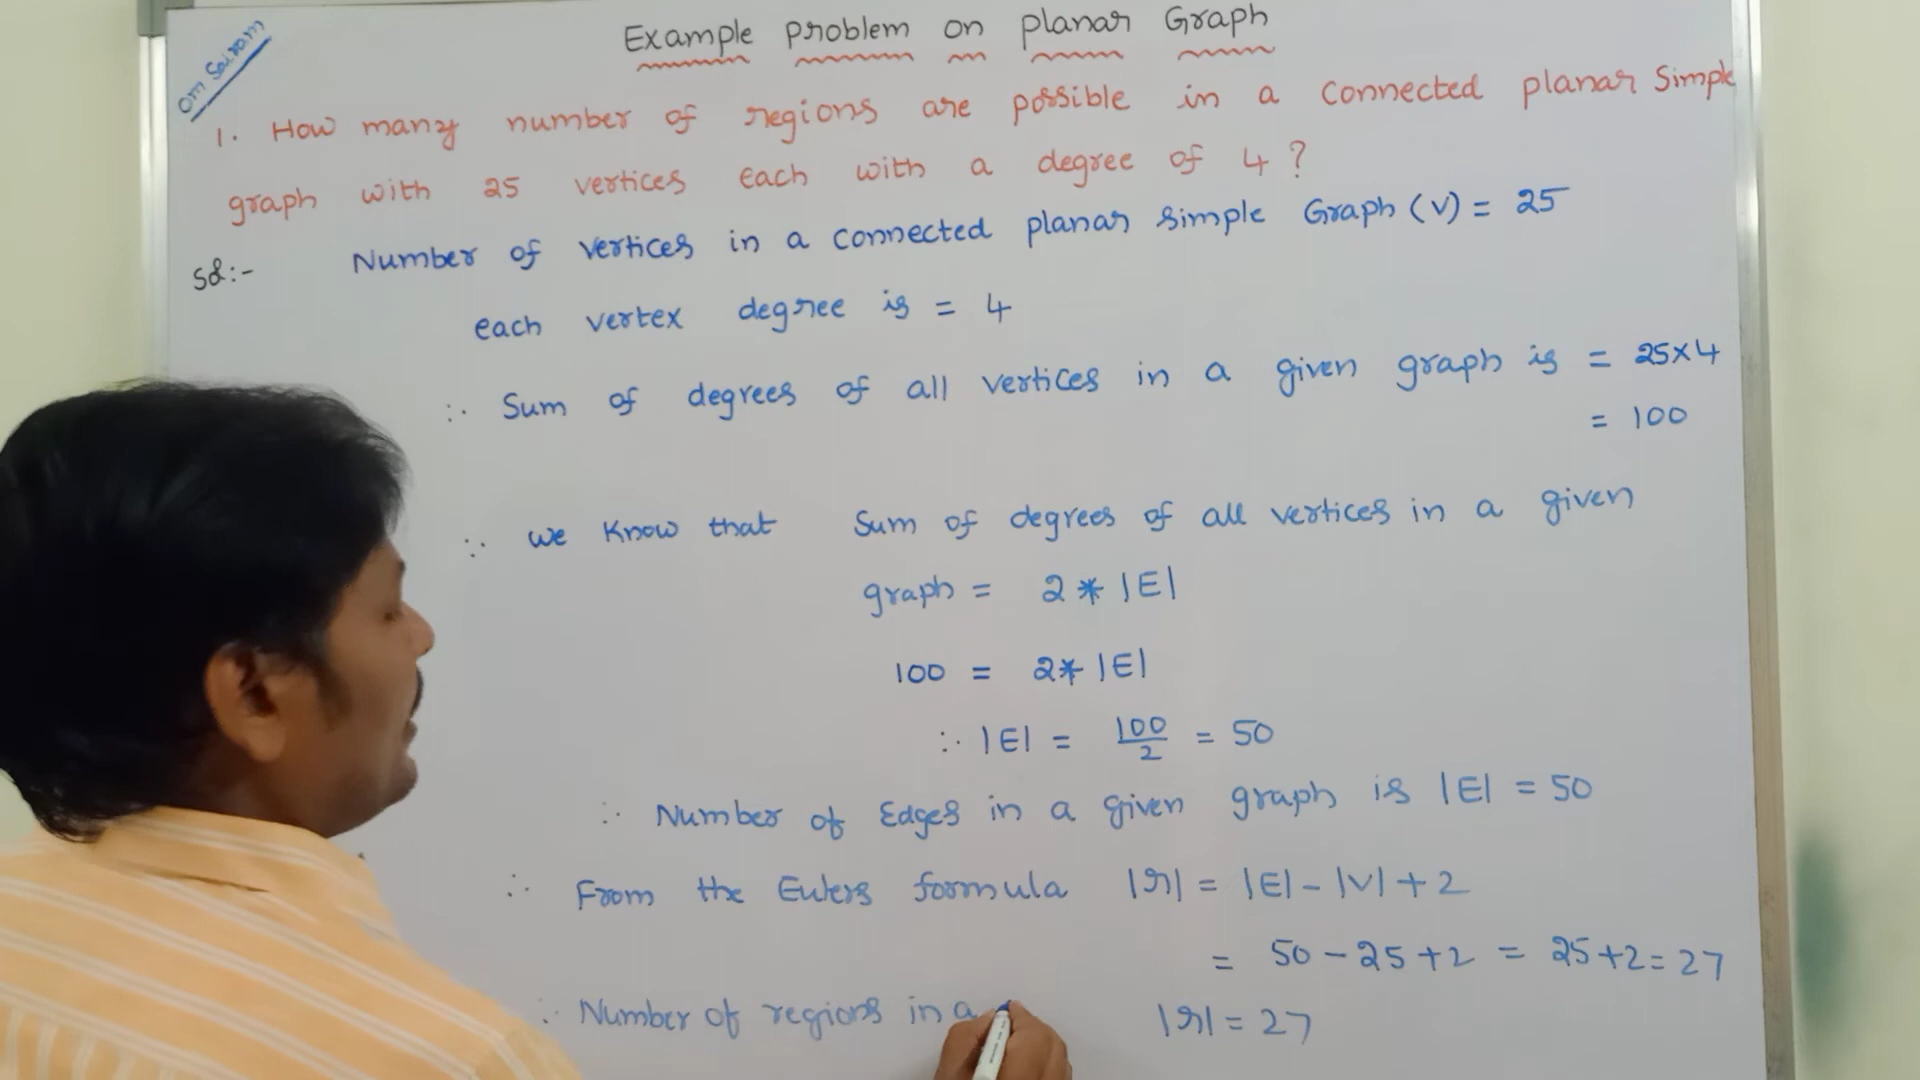 Om Sairam
Example problem on planar Graph
1. How many number of regions are possible in a connected planar simple
graph with 25 vertices each with a degree of 4?
Sol:- Number of vertices in a connected planar simple Graph (V) = 25
each vertex degree is = 4
∴ Sum of degrees of all vertices in a given graph is = 25×4
= 100
∴ we know that Sum of degrees of all vertices in a given
graph = 2 * |E|
100 = 2* |E|
∴ |E| = 100/2 = 50
∴ Number of Edges in a given graph is |E| = 50
∴ From the Eulers formula |r| = |E| - |V| + 2
= 50 - 25 + 2 = 25+2 = 27
∴ Number of regions in a |r| = 27